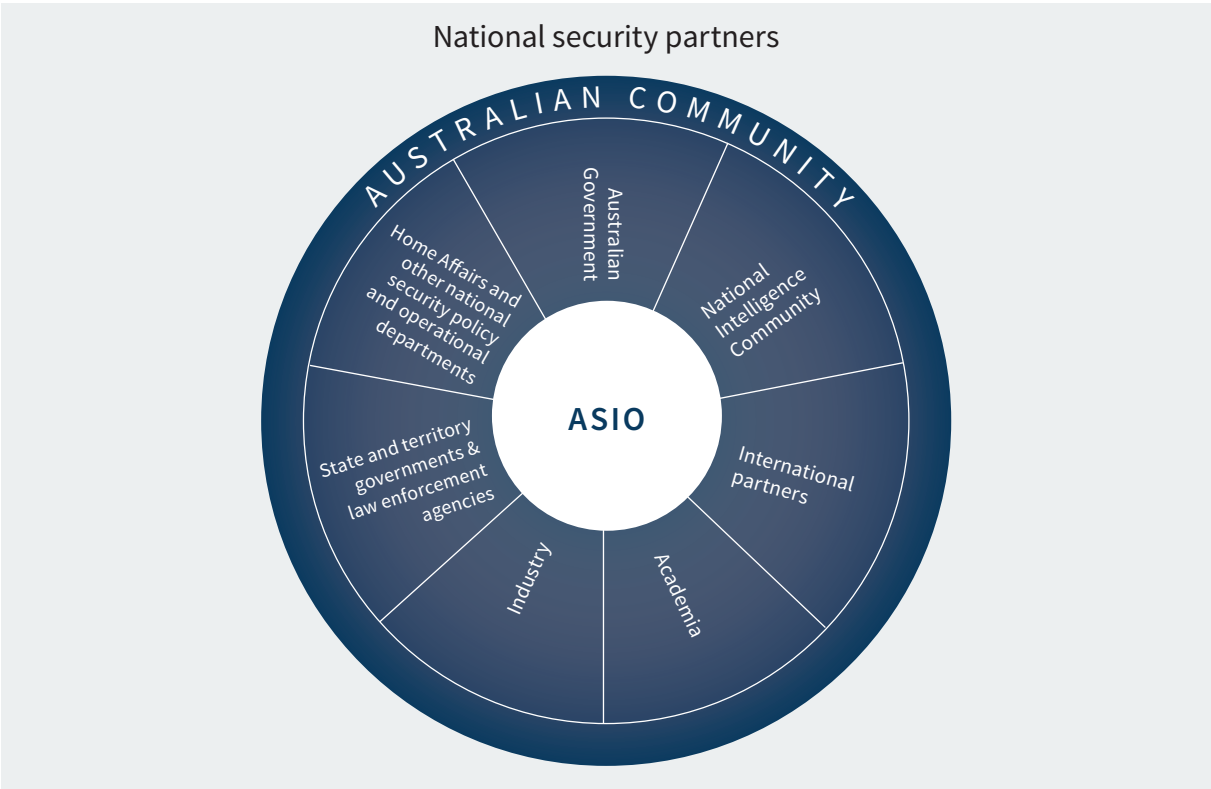 National security partners
AUSTRALIAN COMMUNITY
Australian
Government
National
Intelligence
Community
International
partners
Academia
Industry
State and territory
governments &
law enforcement
agencies
Home Affairs and
other national
security policy
and operational
departments
ASIO